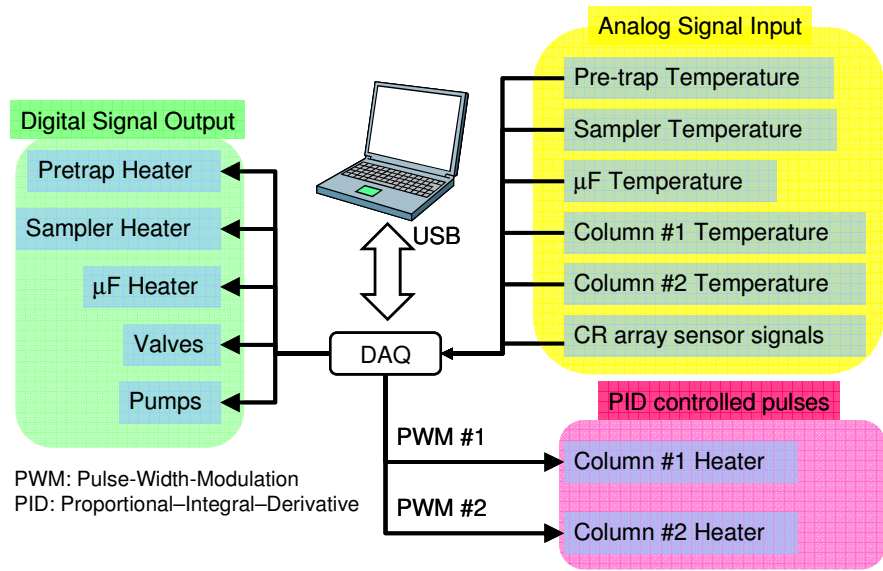 Analog Signal Input
Pre-trap Temperature
Sampler Temperature
µF Temperature
Column #1 Temperature
Column #2 Temperature
CR array sensor signals
Digital Signal Output
Pretrap Heater
Sampler Heater
µF Heater
Valves
Pumps
USB
DAQ
PID controlled pulses
PWM #1
Column #1 Heater
PWM #2
Column #2 Heater
PWM: Pulse-Width-Modulation
PID: Proportional–Integral–Derivative